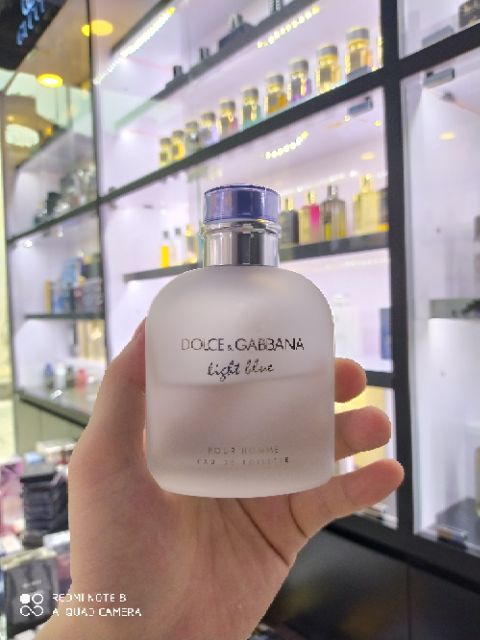 DOLCE & GABBANA
light blue
POUR HOMME
EAU DE TOILETTE
REDMI NOTE 8
AI QUAD CAMERA